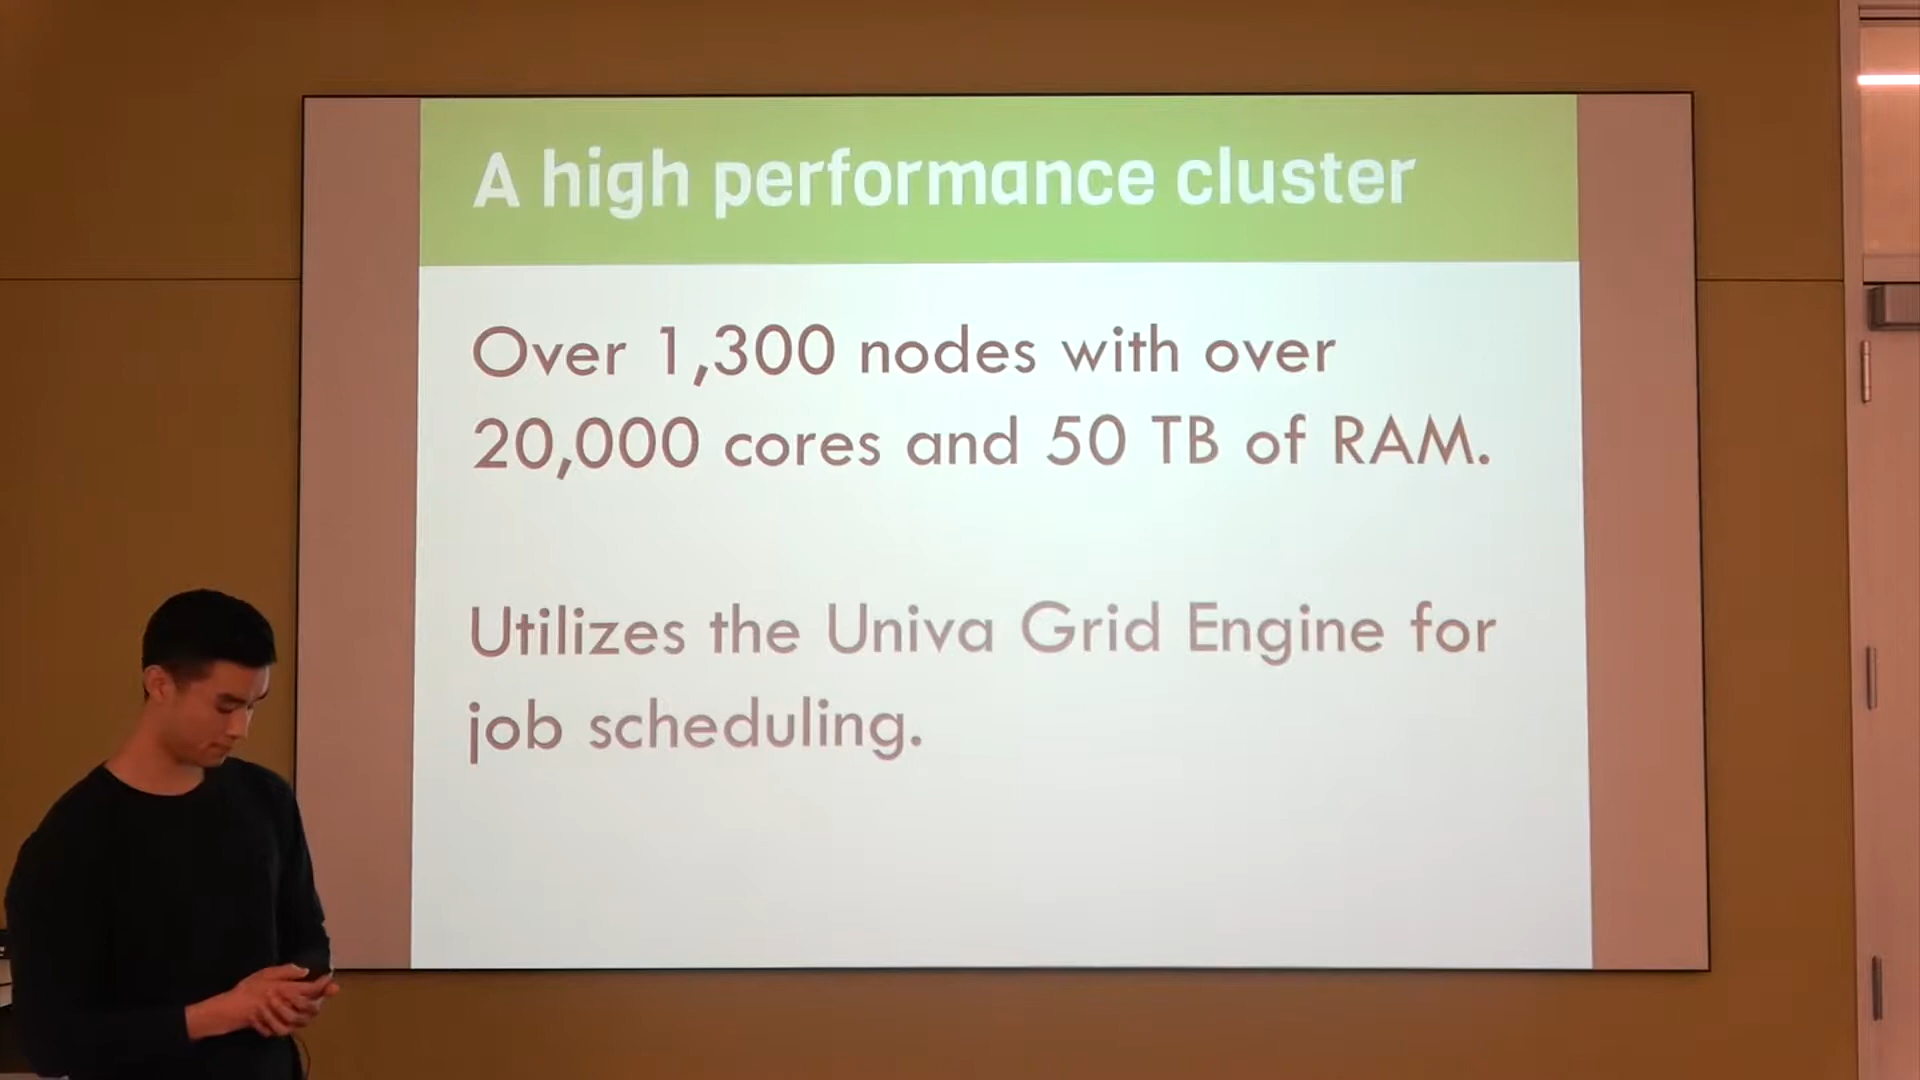 A high performance cluster
Over 1,300 nodes with over
20,000 cores and 50 TB of RAM.
Utilizes the Univa Grid Engine for
job scheduling.